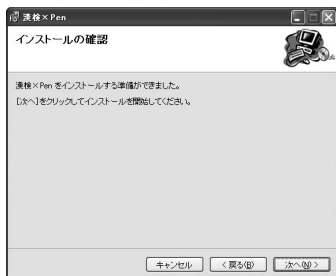 漢検×Pen
インストールの確認
漢検×Pen をインストールする準備ができました。
[次へ]をクリックしてインストールを開始してください。
キャンセル
< 戻る(B)
次へ(N) >